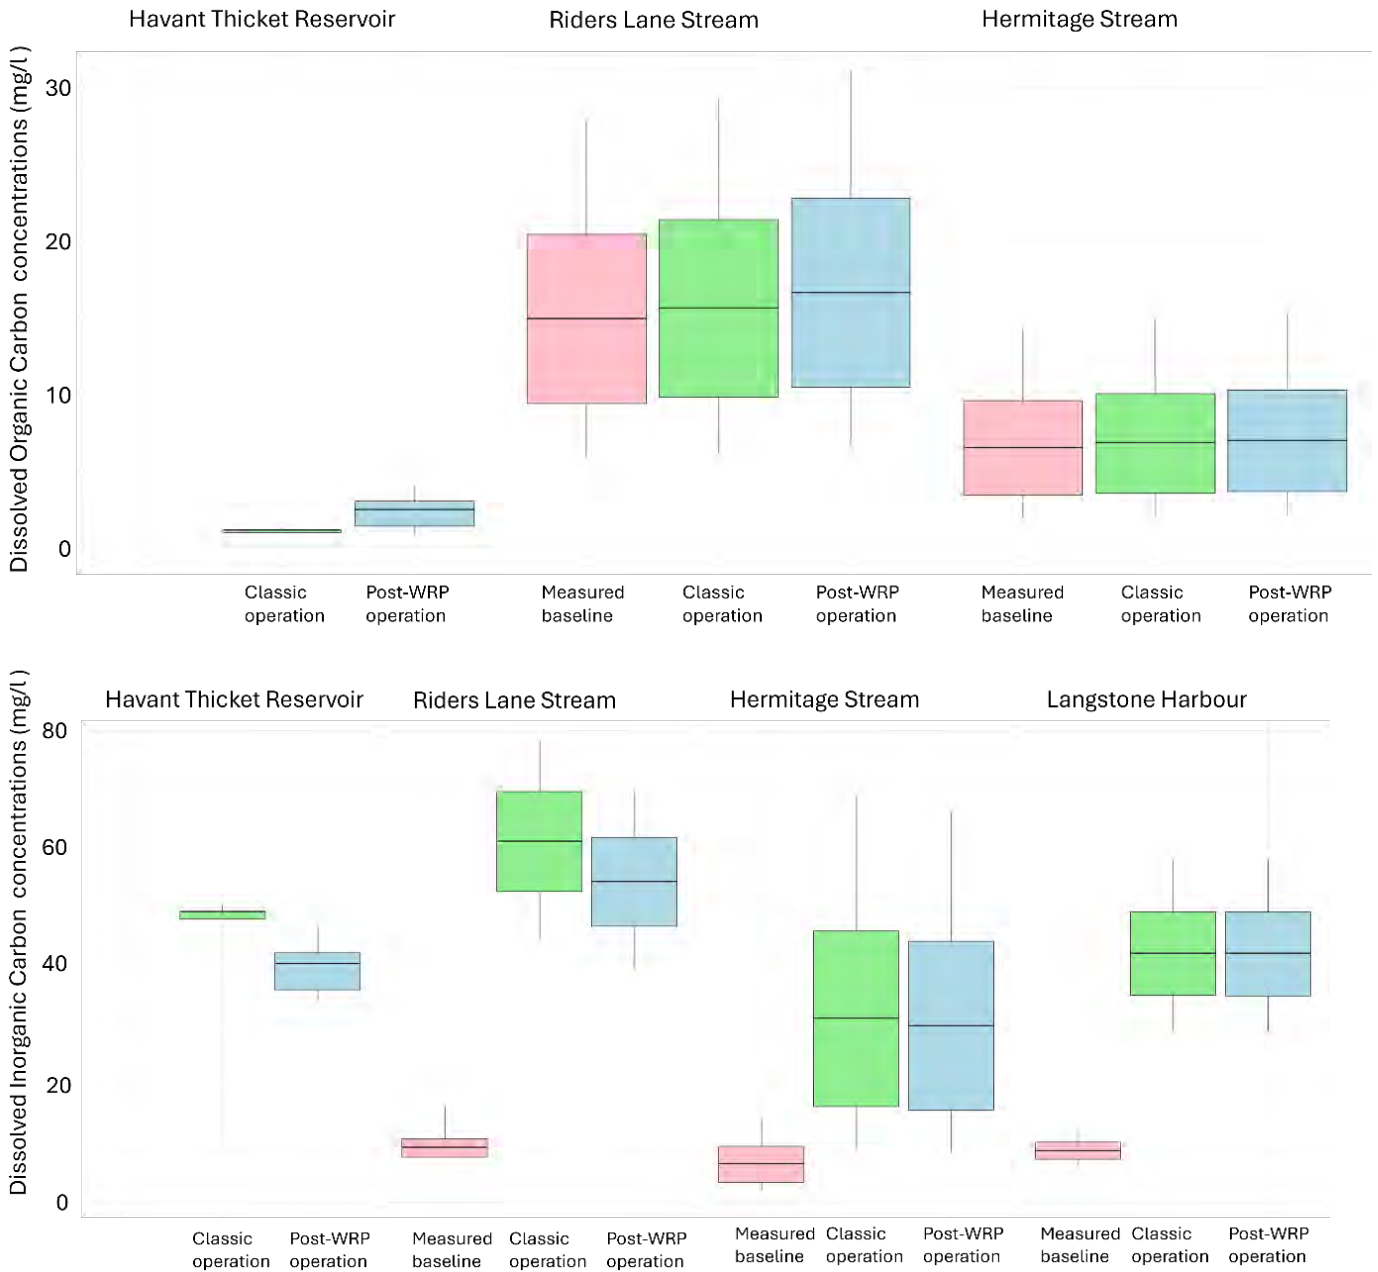 Havant Thicket Reservoir Riders Lane Stream Hermitage Stream
Dissolved Organic Carbon concentrations (mg/l )
30
20
10
0
Classic Post-WRP Measured Classic Post-WRP Measured Classic Post-WRP
operation operation baseline operation operation baseline operation operation
Havant Thicket Reservoir Riders Lane Stream Hermitage Stream Langstone Harbour
Dissolved Inorganic Carbon concentrations (mg/l )
80
60
40
20
0
Classic Post-WRP Measured Classic Post-WRP Measured Classic Post-WRP Measured Classic Post-WRP
operation operation baseline operation operation baseline operation operation baseline operation operation